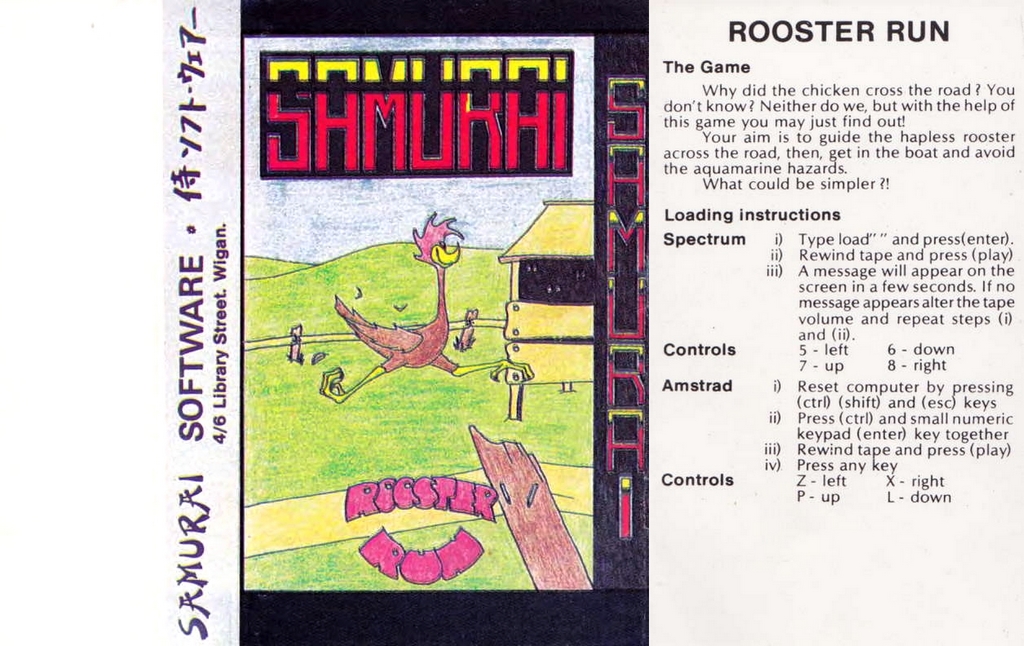 SAMURAI SOFTWARE • 侍 ソフト・ウェアー
4/6 Library Street. Wigan.
SAMURAI
ROOSTER
RUN
SAMURAI
ROOSTER RUN
The Game
Why did the chicken cross the road ? You
don't know ? Neither do we, but with the help of
this game you may just find out!
Your aim is to guide the hapless rooster
across the road, then, get in the boat and avoid
the aquamarine hazards.
What could be simpler ?!
Loading instructions
Spectrum i) Type load" " and press(enter).
ii) Rewind tape and press (play)
iii) A message will appear on the
screen in a few seconds. If no
message appears alter the tape
volume and repeat steps (i)
and (ii).
Controls 5 - left 6 - down
7 - up 8 - right
Amstrad i) Reset computer by pressing
(ctrl) (shift) and (esc) keys
ii) Press (ctrl) and small numeric
keypad (enter) key together
iii) Rewind tape and press (play)
iv) Press any key
Controls Z - left X - right
P - up L - down